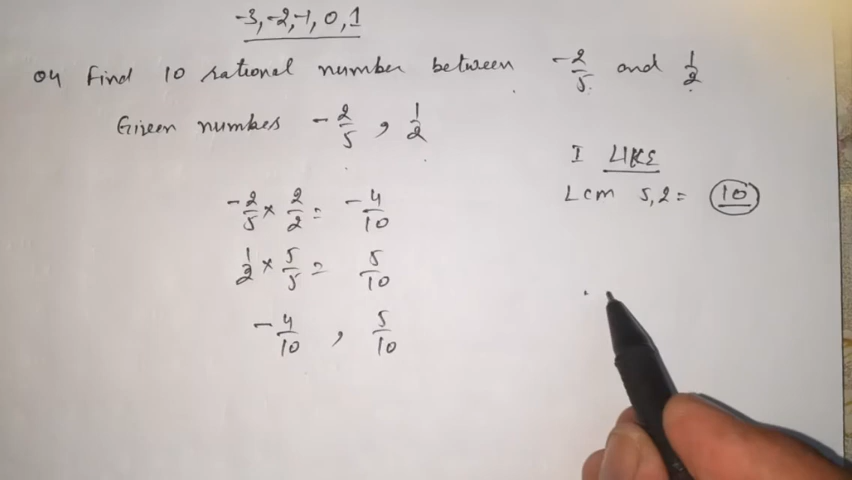 -3, -2, -1, 0, 1
04 Find 10 rational number between -2/5 and 1/2
Given numbers -2/5 , 1/2
I LIKE
LCM 5,2 = 10
-2/5 × 2/2 = -4/10
1/2 × 5/5 = 5/10
-4/10 , 5/10